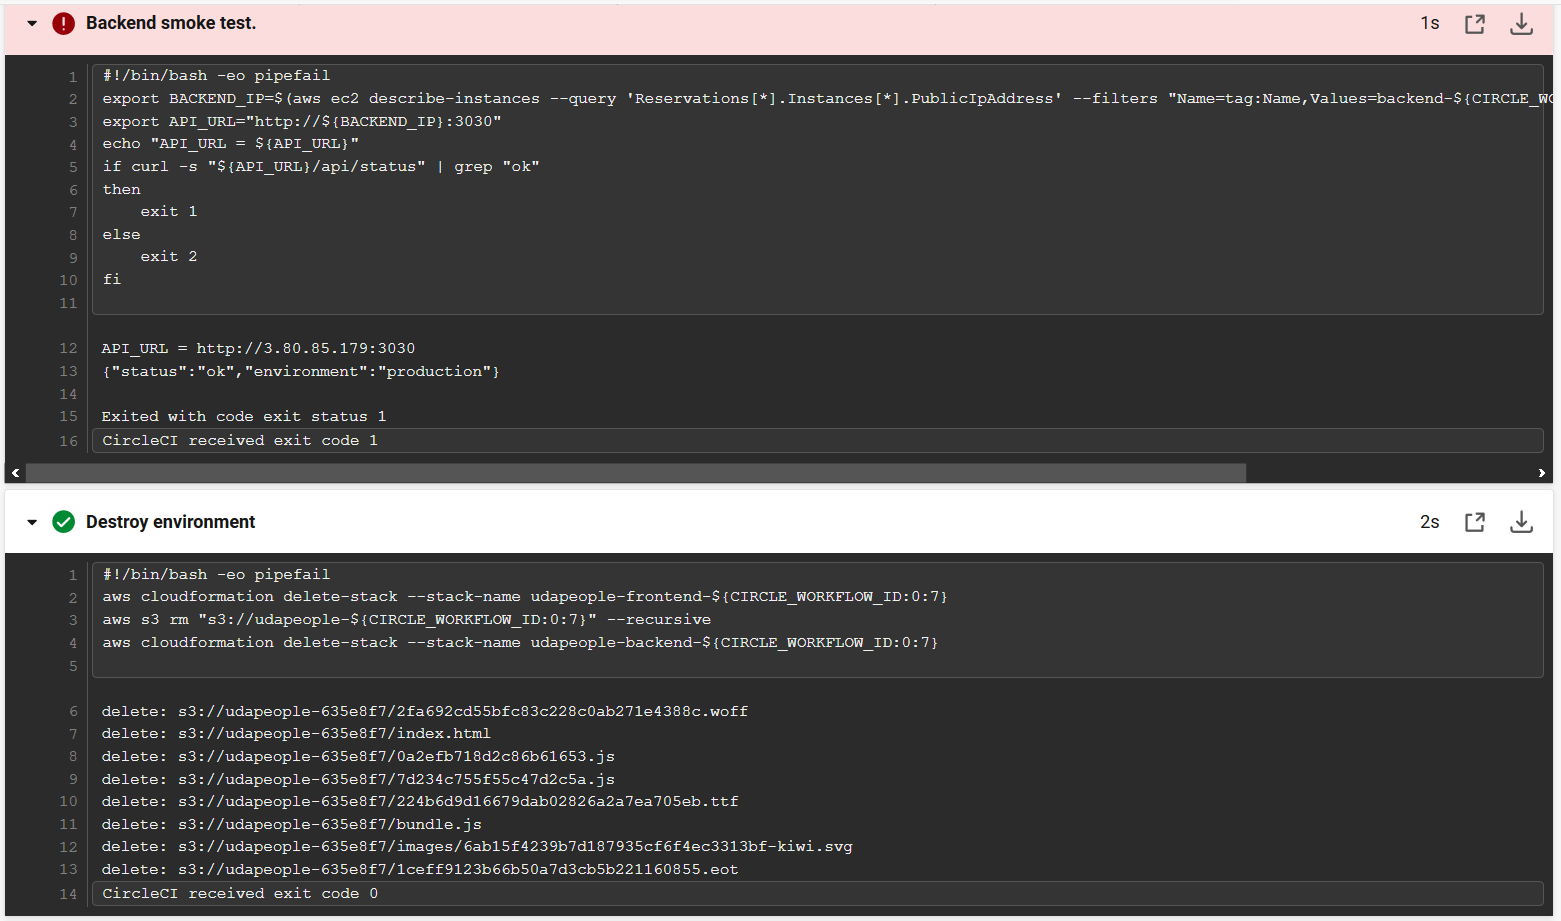 Backend smoke test.
1s
1 #!/bin/bash -eo pipefail
2 export BACKEND_IP=$(aws ec2 describe-instances --query 'Reservations[*].Instances[*].PublicIpAddress' --filters "Name=tag:Name,Values=backend-${CIRCLE_WO
3 export API_URL="http://${BACKEND_IP}:3030"
4 echo "API_URL = ${API_URL}"
5 if curl -s "${API_URL}/api/status" | grep "ok"
6 then
7     exit 1
8 else
9     exit 2
10 fi
11
12 API_URL = http://3.80.85.179:3030
13 {"status":"ok","environment":"production"}
14
15 Exited with code exit status 1
16 CircleCI received exit code 1
Destroy environment
2s
1 #!/bin/bash -eo pipefail
2 aws cloudformation delete-stack --stack-name udapeople-frontend-${CIRCLE_WORKFLOW_ID:0:7}
3 aws s3 rm "s3://udapeople-${CIRCLE_WORKFLOW_ID:0:7}" --recursive
4 aws cloudformation delete-stack --stack-name udapeople-backend-${CIRCLE_WORKFLOW_ID:0:7}
5
6 delete: s3://udapeople-635e8f7/2fa692cd55bfc83c228c0ab271e4388c.woff
7 delete: s3://udapeople-635e8f7/index.html
8 delete: s3://udapeople-635e8f7/0a2efb718d2c86b61653.js
9 delete: s3://udapeople-635e8f7/7d234c755f55c47d2c5a.js
10 delete: s3://udapeople-635e8f7/224b6d9d16679dab02826a2a7ea705eb.ttf
11 delete: s3://udapeople-635e8f7/bundle.js
12 delete: s3://udapeople-635e8f7/images/6ab15f4239b7d187935cf6f4ec3313bf-kiwi.svg
13 delete: s3://udapeople-635e8f7/1ceff9123b66b50a7d3cb5b221160855.eot
14 CircleCI received exit code 0